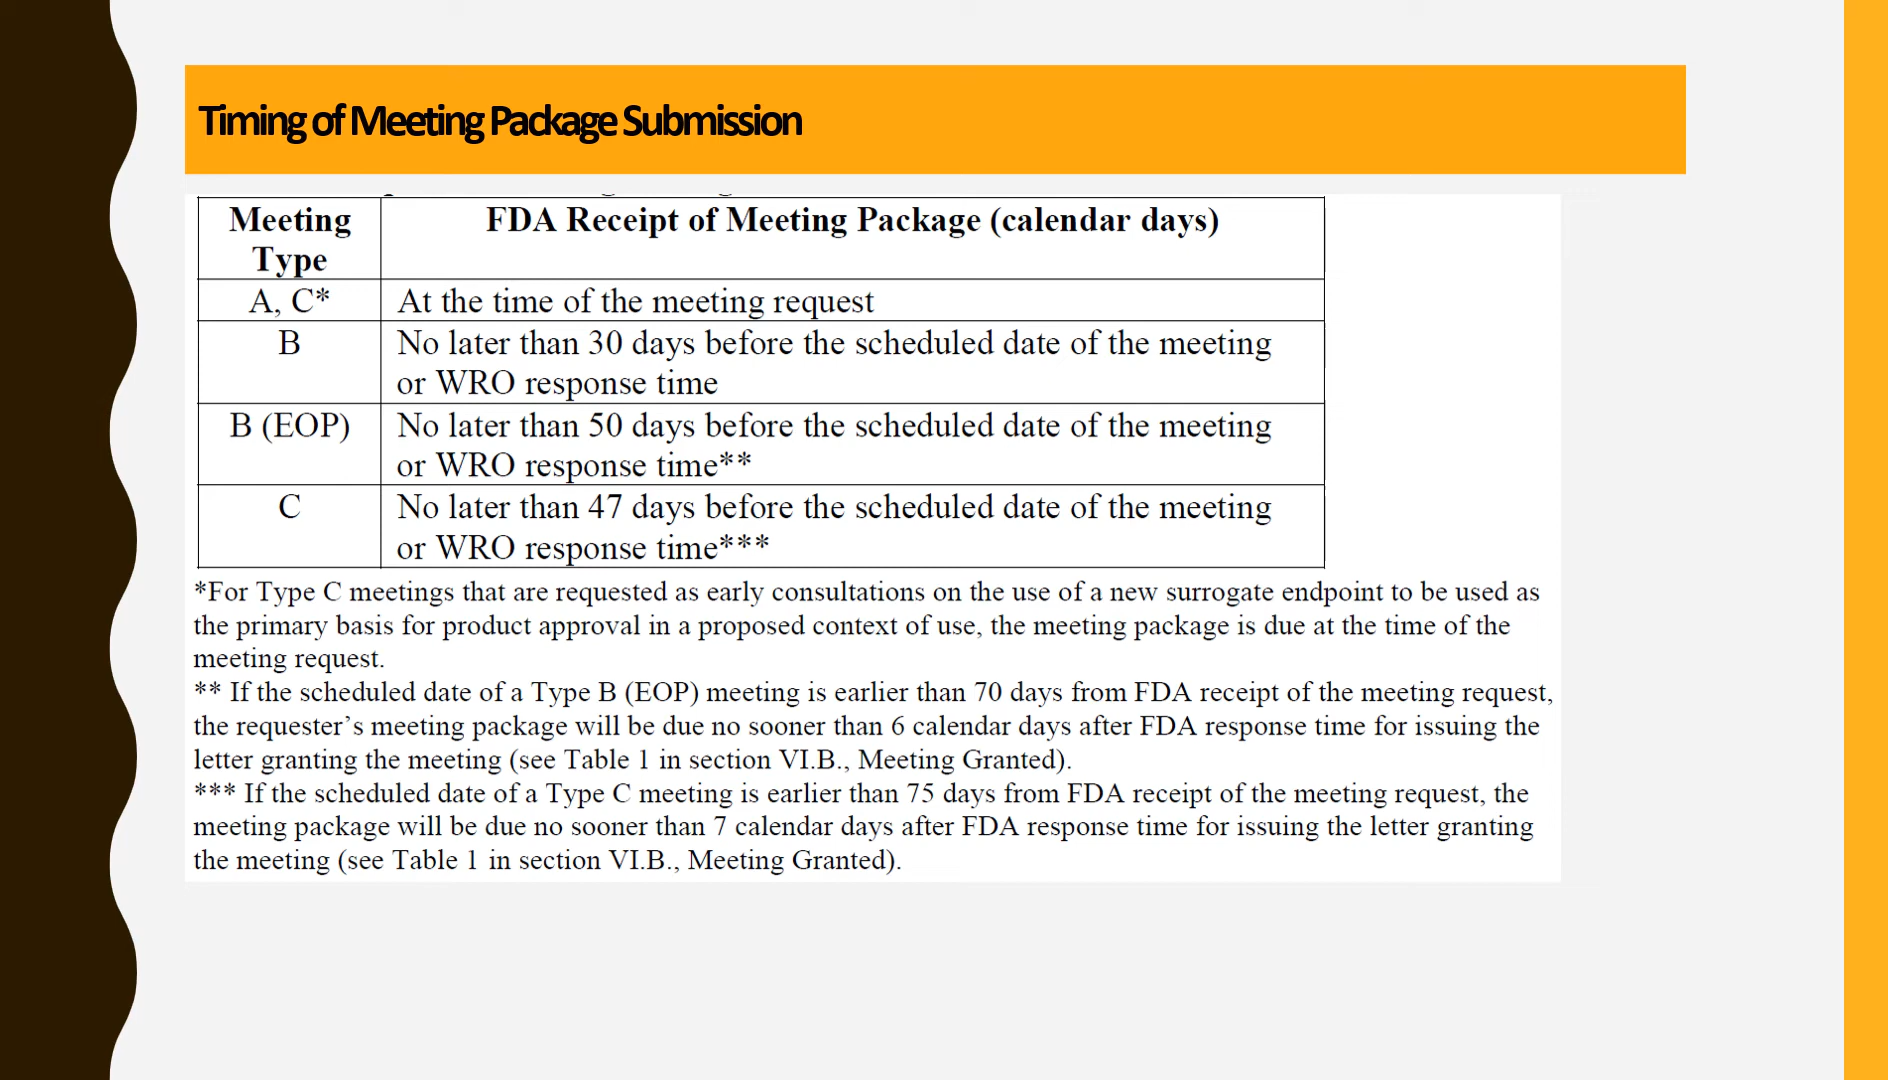 Timing of Meeting Package Submission
Meeting Type
FDA Receipt of Meeting Package (calendar days)
A, C*
At the time of the meeting request
B
No later than 30 days before the scheduled date of the meeting
or WRO response time
B (EOP)
No later than 50 days before the scheduled date of the meeting
or WRO response time**
C
No later than 47 days before the scheduled date of the meeting
or WRO response time***
*For Type C meetings that are requested as early consultations on the use of a new surrogate endpoint to be used as
the primary basis for product approval in a proposed context of use, the meeting package is due at the time of the
meeting request.
** If the scheduled date of a Type B (EOP) meeting is earlier than 70 days from FDA receipt of the meeting request,
the requester’s meeting package will be due no sooner than 6 calendar days after FDA response time for issuing the
letter granting the meeting (see Table 1 in section VI.B., Meeting Granted).
*** If the scheduled date of a Type C meeting is earlier than 75 days from FDA receipt of the meeting request, the
meeting package will be due no sooner than 7 calendar days after FDA response time for issuing the letter granting
the meeting (see Table 1 in section VI.B., Meeting Granted).